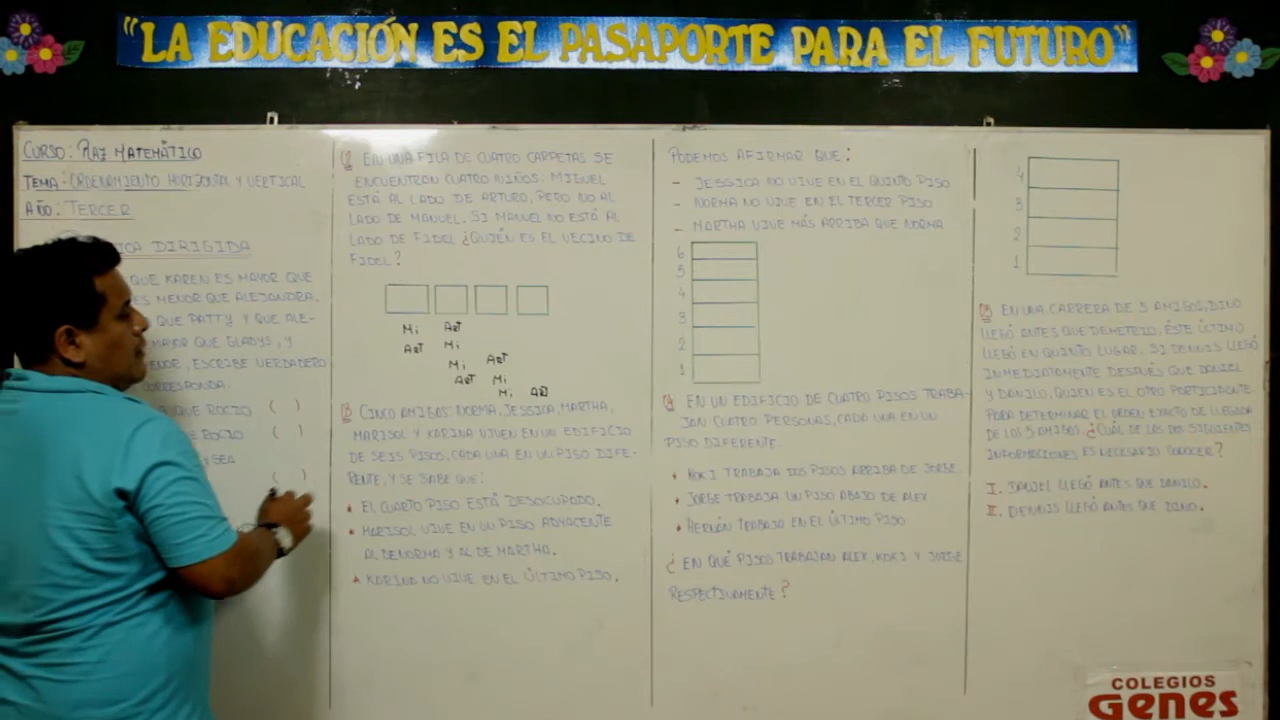 "LA EDUCACIÓN ES EL PASAPORTE PARA EL FUTURO"
CURSO: RAZ MATEMÁTICO
TEMA: ORDENAMIENTO HORIZONTAL Y VERTICAL
AÑO: TERCER
DIRIGIDA
QUE KAREN ES MAYOR QUE
ES MENOR QUE ALEJANDRA,
QUE PATTY Y QUE ALE-
MAYOR QUE GLADYS, Y
ESCRIBE VERDADERO
CORRESPONDA.
QUE ROCIO ( )
ROCIO ( )
Y SEA
( )
EN UNA FILA DE CUATRO CARPETAS SE
ENCUENTRAN CUATRO NIÑOS: MIGUEL
ESTÁ AL LADO DE ARTURO, PERO NO AL
LADO DE MANUEL. SI MANUEL NO ESTÁ AL
LADO DE FIDEL ¿QUIÉN ES EL VECINO DE
FIDEL?
Mi Art
Art Mi
Mi Art
Art Mi
Mi Art
03 CINCO AMIGAS: NORMA, JESSICA, MARTHA,
MARISOL Y KARINA VIVEN EN UN EDIFICIO
DE SEIS PISOS, CADA UNA EN UN PISO DIFE-
RENTE, Y SE SABE QUE:
EL CUARTO PISO ESTÁ DESOCUPADO.
MARISOL VIVE EN UN PISO ADYACENTE
AL DE NORMA Y AL DE MARTHA.
KARINA NO VIVE EN EL ÚLTIMO PISO.
PODEMOS AFIRMAR QUE:
- JESSICA NO VIVE EN EL QUINTO PISO
- NORMA NO VIVE EN EL TERCER PISO
- MARTHA VIVE MÁS ARRIBA QUE NORMA
6
5
4
3
2
1
04 EN UN EDIFICIO DE CUATRO PISOS TRABA-
JAN CUATRO PERSONAS, CADA UNA EN UN
PISO DIFERENTE.
KOKI TRABAJA DOS PISOS ARRIBA DE JORGE.
JORGE TRABAJA UN PISO ABAJO DE ALEX
HERNÁN TRABAJA EN EL ÚLTIMO PISO
¿EN QUÉ PISOS TRABAJAN ALEX, KOKI Y JORGE
RESPECTIVAMENTE?
4
3
2
1
05 EN UNA CARRERA DE 5 AMIGOS, DINO
LLEGÓ ANTES QUE DEMETRIO, ÉSTE ÚLTIMO
LLEGÓ EN QUINTO LUGAR. SI DENNIS LLEGÓ
INMEDIATAMENTE DESPUÉS QUE DANIEL
Y DANILO, QUIEN ES EL OTRO PARTICIPANTE.
PARA DETERMINAR EL ORDEN EXACTO DE LLEGADA
DE LOS 5 AMIGOS. ¿CUÁL DE LAS DOS SIGUIENTES
INFORMACIONES ES NECESARIO CONOCER?
I. DANIEL LLEGÓ ANTES QUE DANILO.
II. DENNIS LLEGÓ ANTES QUE DINO.
COLEGIOS
GENES